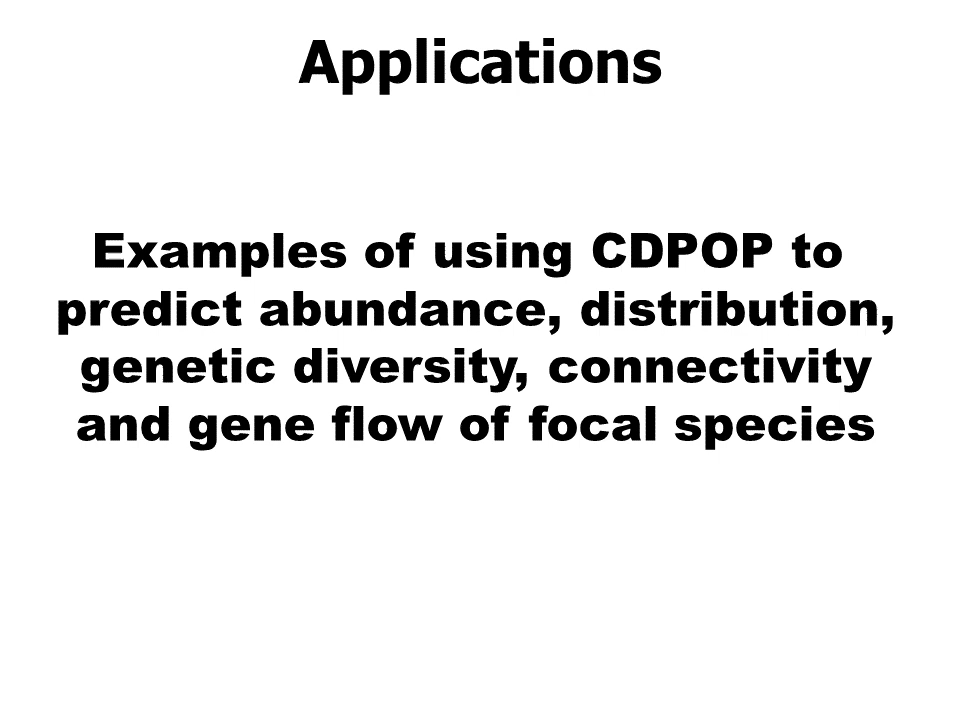 Applications
Examples of using CDPOP to
predict abundance, distribution,
genetic diversity, connectivity
and gene flow of focal species